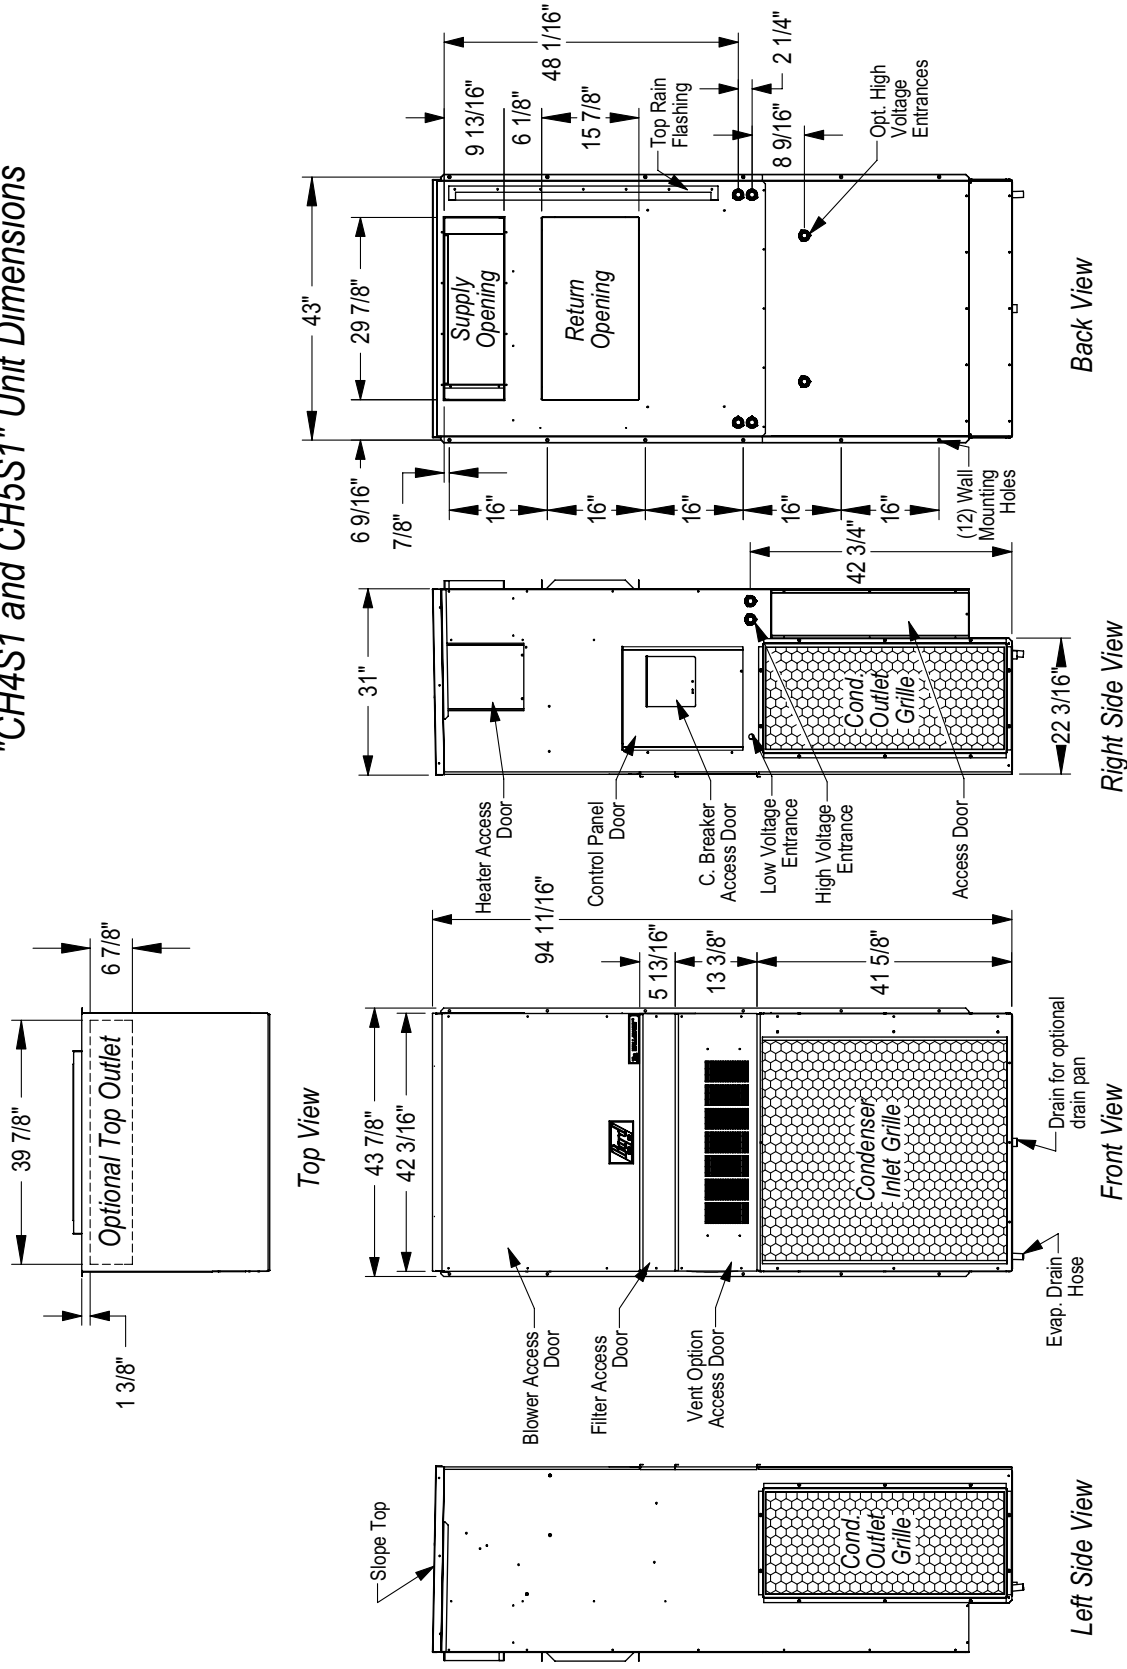 "CH4S1 and CH5S1" Unit Dimensions
39 7/8"
6 7/8"
1 3/8"
Optional Top Outlet
Top View
Slope Top
Cond.
Outlet
Grille
Left Side View
43 7/8"
42 3/16"
94 11/16"
5 13/16"
13 3/8"
41 5/8"
Blower Access
Door
Filter Access
Door
Vent Option
Access Door
Bard
Condenser
Inlet Grille
Evap. Drain
Hose
Drain for optional
drain pan
Front View
31"
Heater Access
Door
Control Panel
Door
C. Breaker
Access Door
Low Voltage
Entrance
High Voltage
Entrance
Access Door
Cond.
Outlet
Grille
42 3/4"
22 3/16"
Right Side View
43"
29 7/8"
6 9/16"
7/8"
16"
16"
16"
16"
16"
(12) Wall
Mounting
Holes
Supply
Opening
Return
Opening
9 13/16"
6 1/8"
15 7/8"
48 1/16"
2 1/4"
8 9/16"
Top Rain
Flashing
Opt. High
Voltage
Entrances
Back View